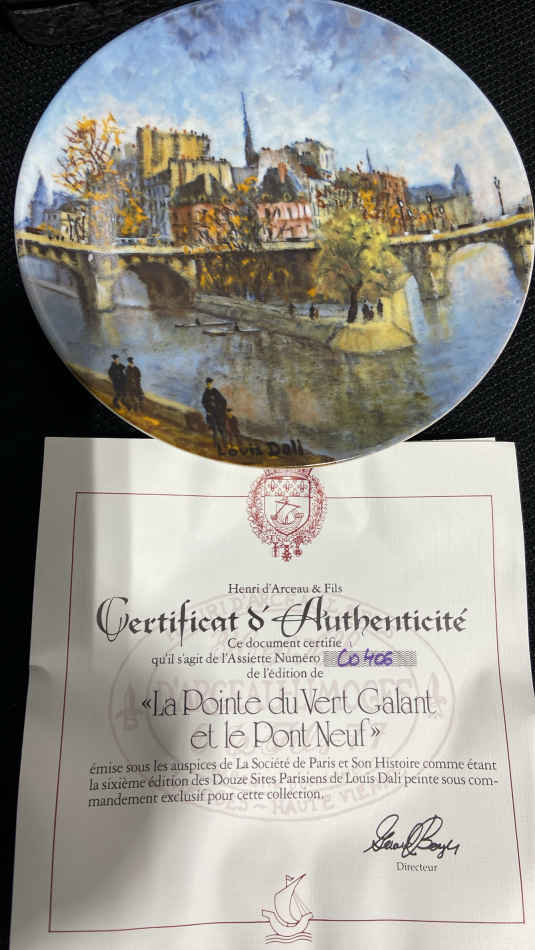 Louis Dali
Henri d'Arceau & Fils
Certificat d'Authenticité
Ce document certifie
qu'il s'agit de l'Assiette Numéro CO406
de l'édition de
«La Pointe du Vert Galant
et le Pont Neuf»
émise sous les auspices de La Société de Paris et Son Histoire comme étant
la sixième édition des Douze Sites Parisiens de Louis Dali peinte sous com-
mandement exclusif pour cette collection.
Directeur